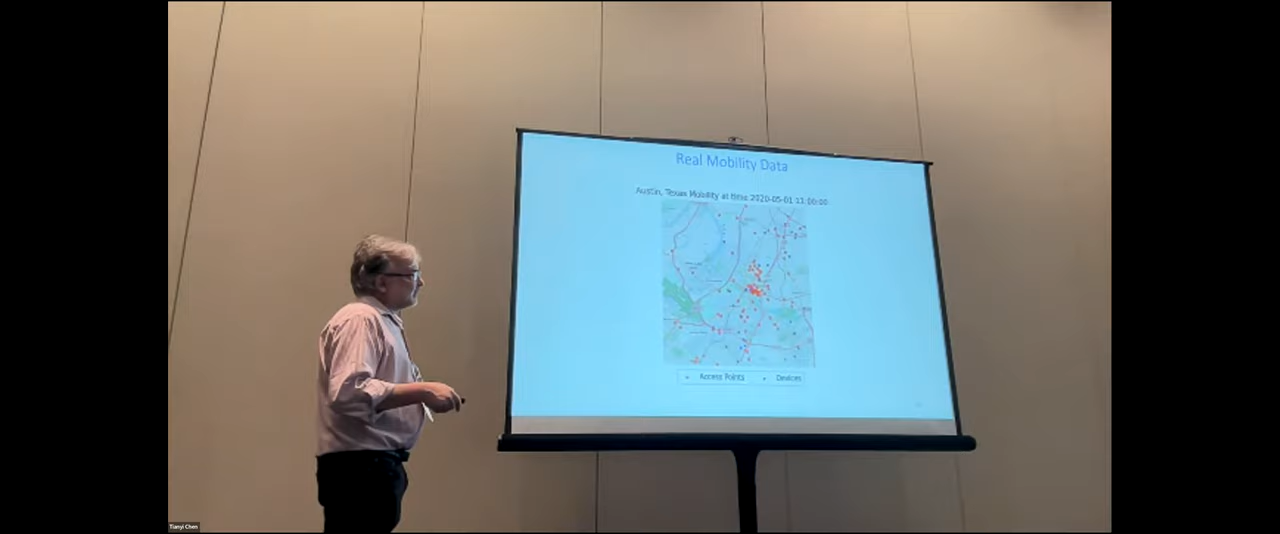 Real Mobility Data
Austin, Texas Mobility at time 2020-05-01 11:00:00
Access Points Devices
Tianyi Chen